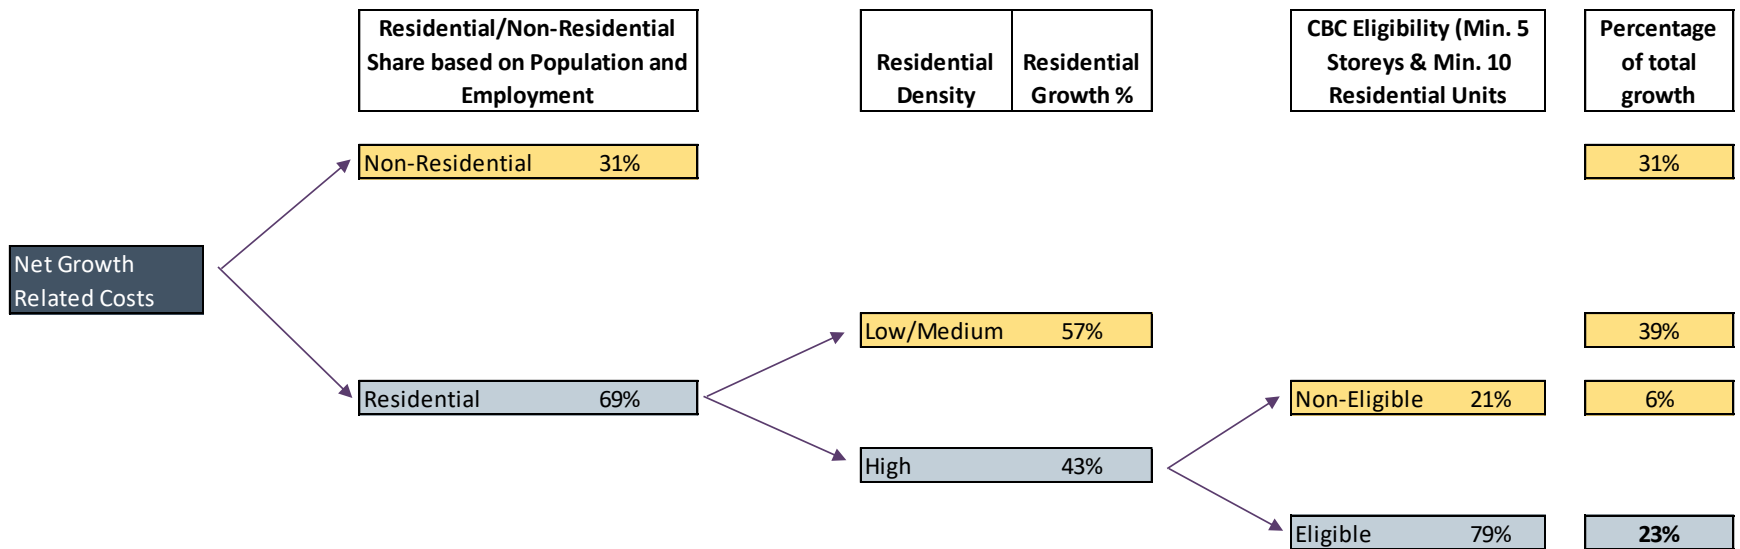 Residential/Non-Residential
Share based on Population and
Employment
Residential
Density
Residential
Growth %
CBC Eligibility (Min. 5
Storeys & Min. 10
Residential Units
Percentage
of total
growth
Non-Residential 31%
31%
Net Growth
Related Costs
Low/Medium 57%
39%
Residential 69%
Non-Eligible 21%
6%
High 43%
Eligible 79%
23%